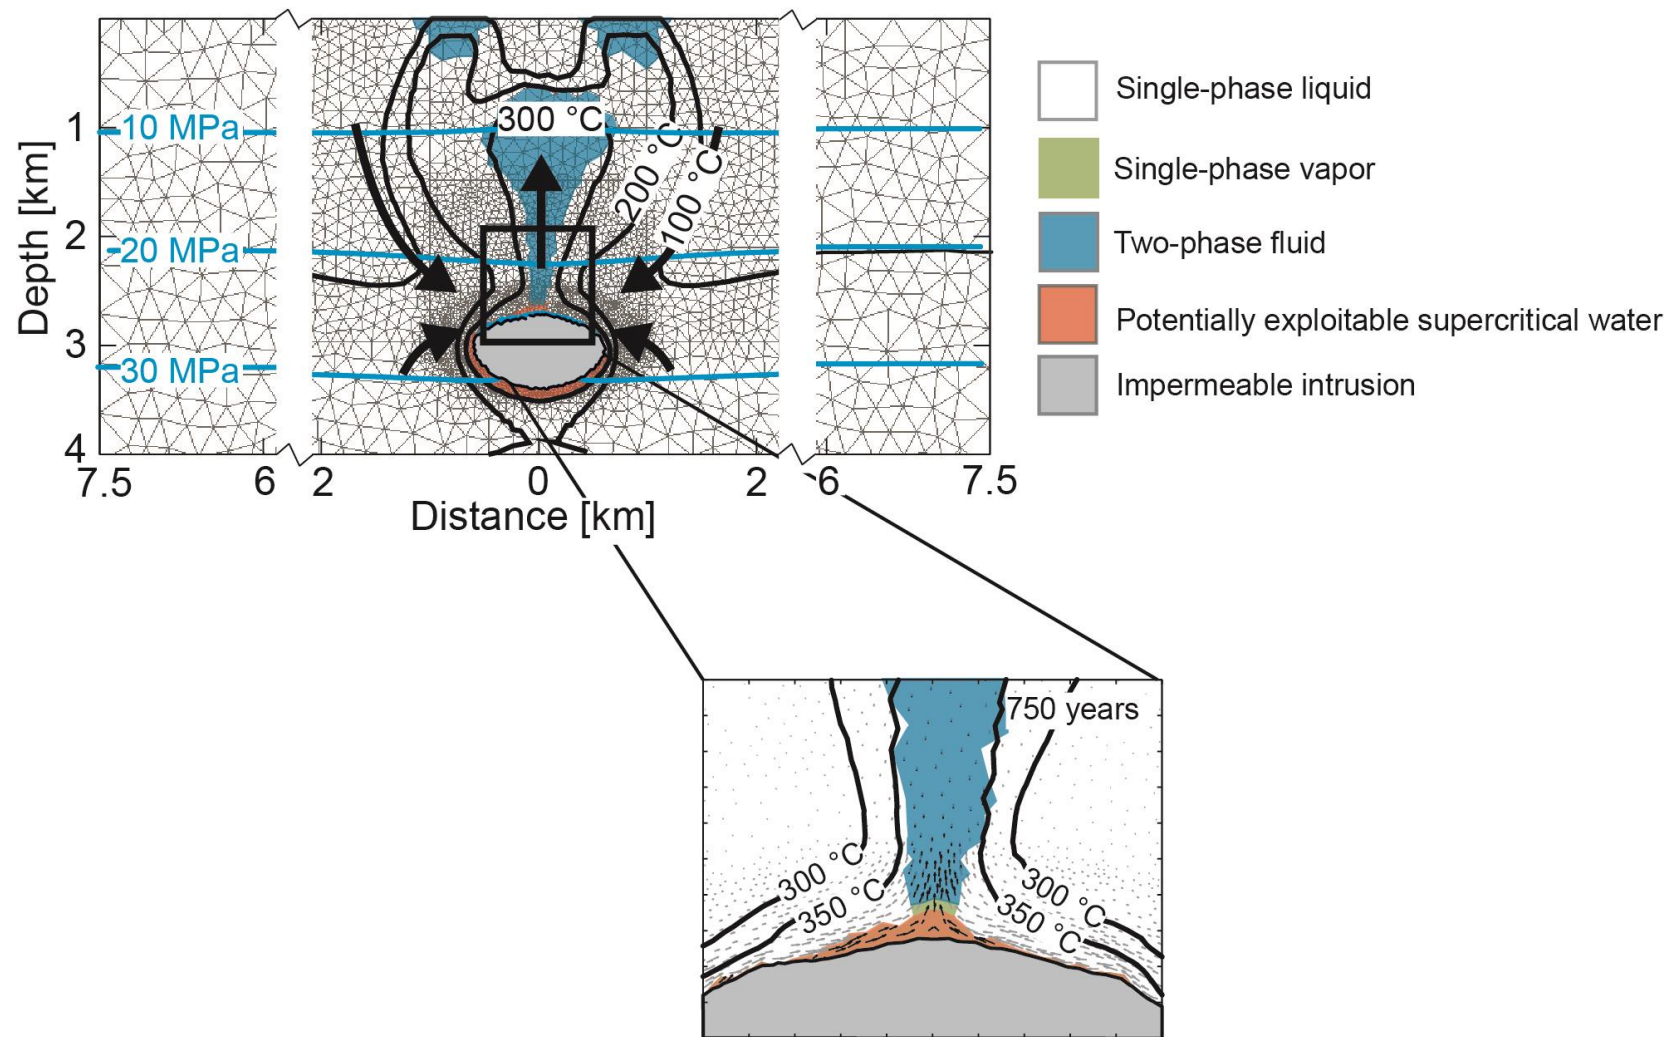 Depth [km]
1
2
3
4
10 MPa
20 MPa
30 MPa
300 °C
200 °C
100 °C
7.5
6
2
0
2
6
7.5
Distance [km]
Single-phase liquid
Single-phase vapor
Two-phase fluid
Potentially exploitable supercritical water
Impermeable intrusion
750 years
300 °C
350 °C
300 °C
350 °C